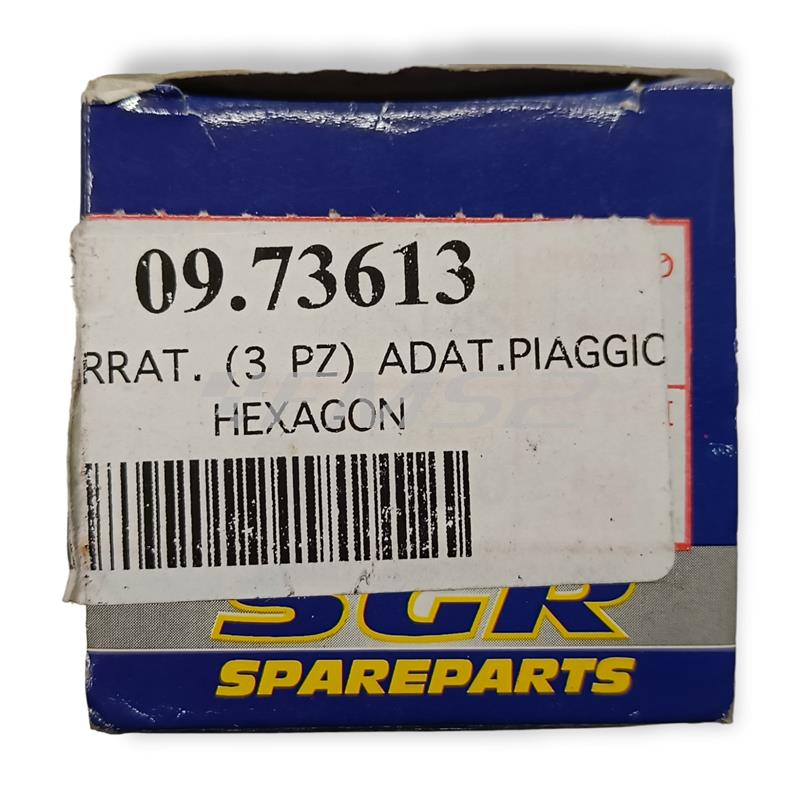 09.73613
RRAT. (3 PZ) ADAT.PIAGGIO
HEXAGON
SPAREPARTS